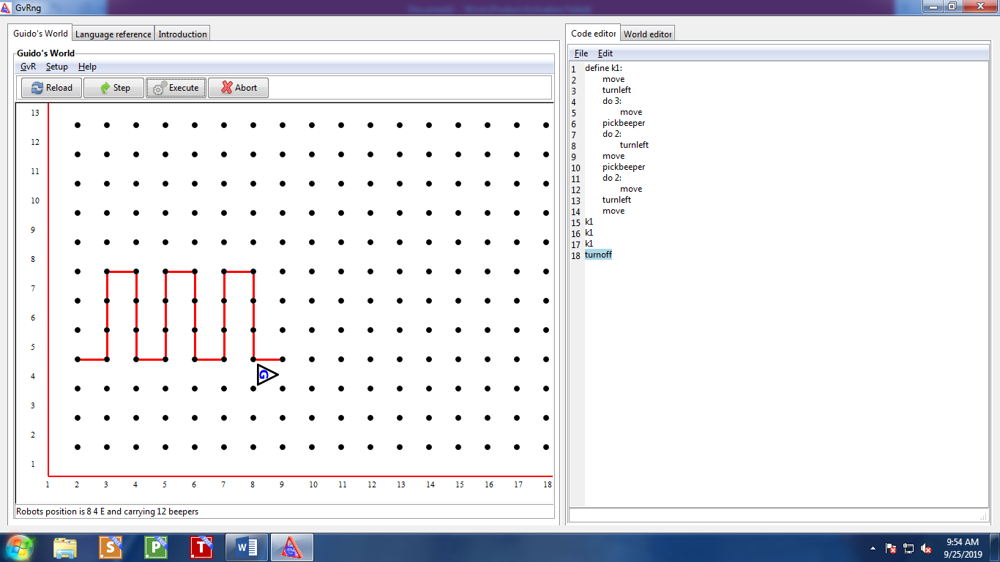 GvRng
Guido's World
Language reference
Introduction
Guido's World
GvR
Setup
Help
Reload
Step
Execute
Abort
13
12
11
10
9
8
7
6
5
4
3
2
1
1 2 3 4 5 6 7 8 9 10 11 12 13 14 15 16 17 18
G
Robots position is 8 4 E and carrying 12 beepers
Code editor
World editor
File
Edit
1 define k1:
2 move
3 turnleft
4 do 3:
5 move
6 pickbeeper
7 do 2:
8 turnleft
9 move
10 pickbeeper
11 do 2:
12 move
13 turnleft
14 move
15 k1
16 k1
17 k1
18 turnoff
S FREE
P FREE
T FREE
W
G
9:54 AM
9/25/2019